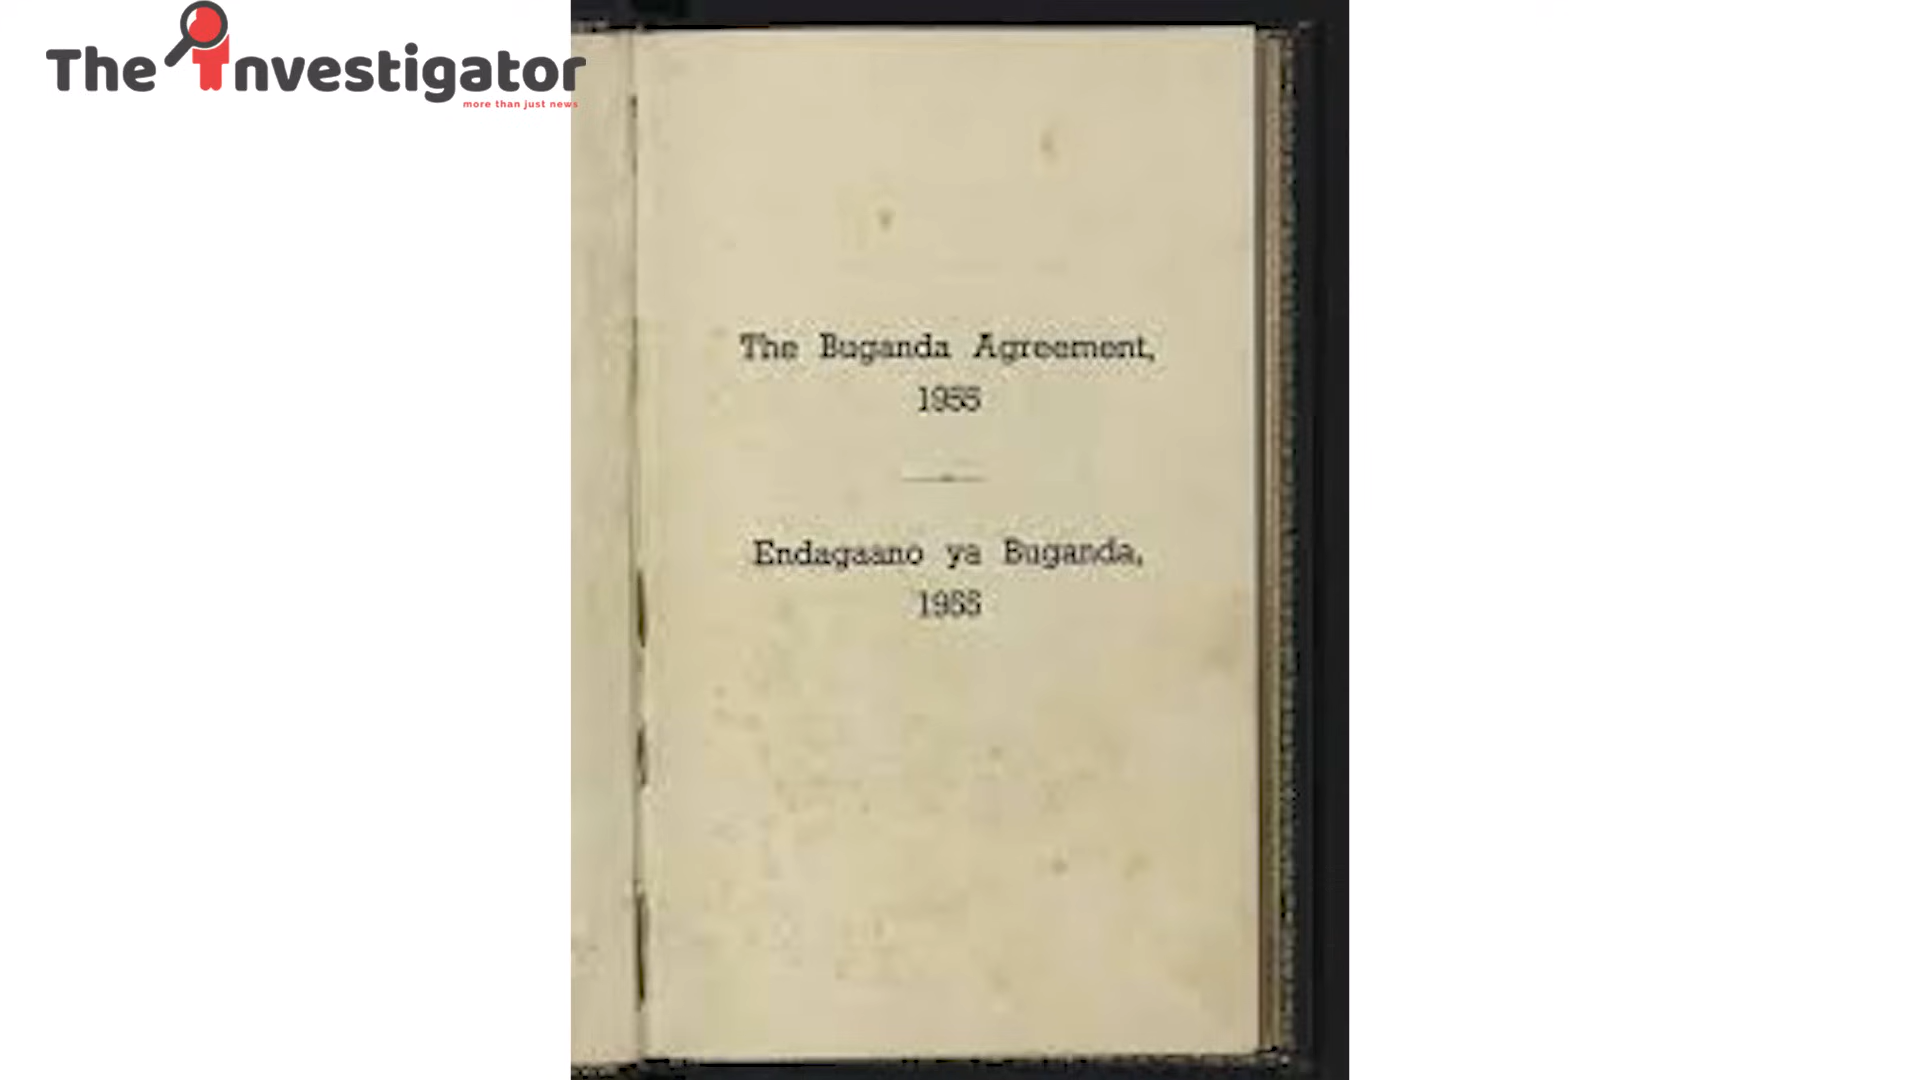 The Investigator
more than just news
The Buganda Agreement,
1955
Endagaano ya Buganda,
1955